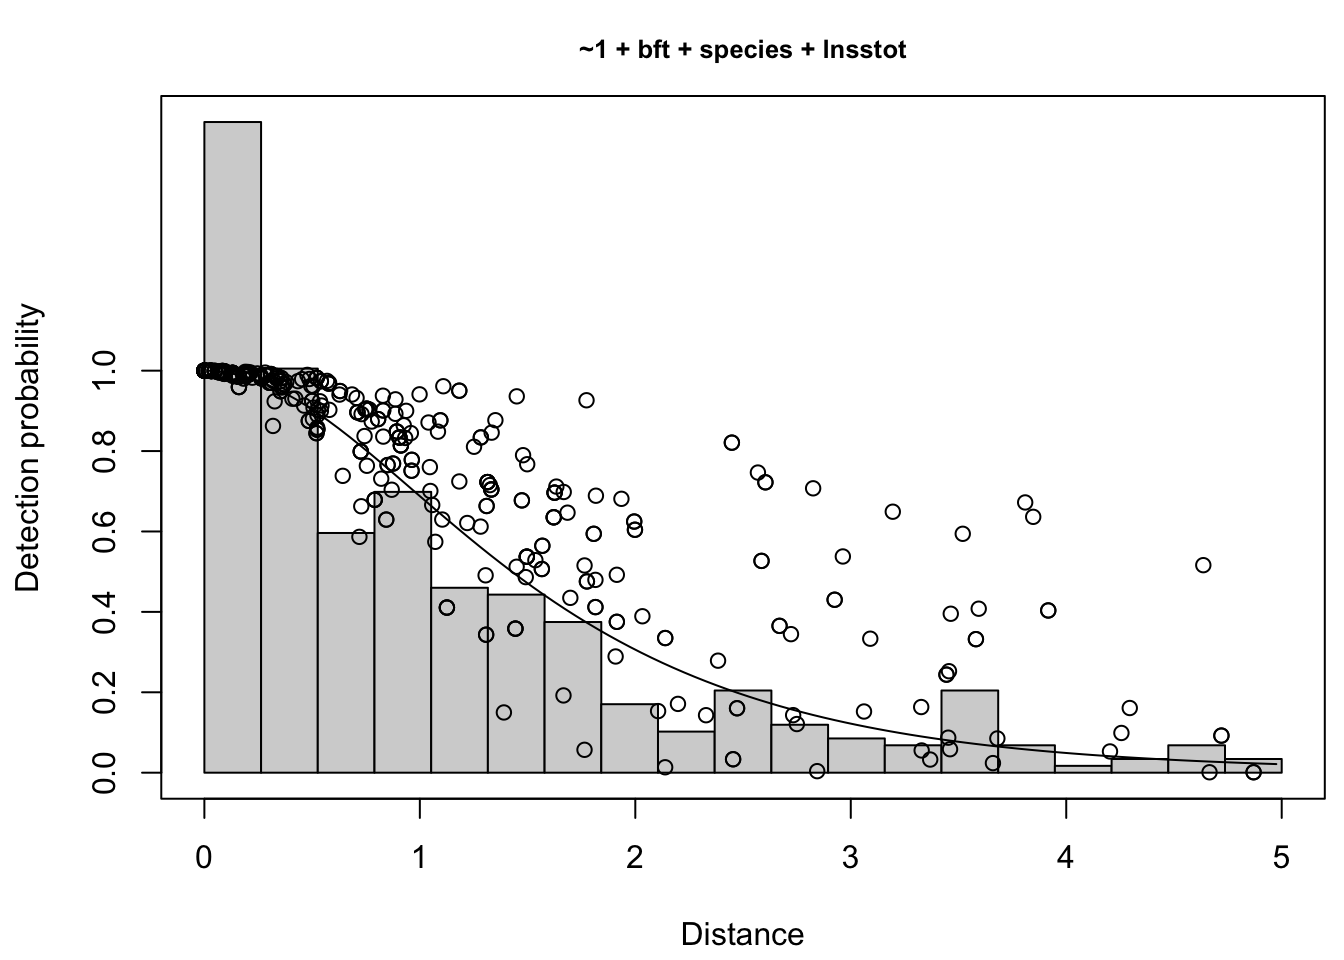 ~1 + bft + species + lnsstot
Detection probability
1.0
0.8
0.6
0.4
0.2
0.0
0 1 2 3 4 5
Distance